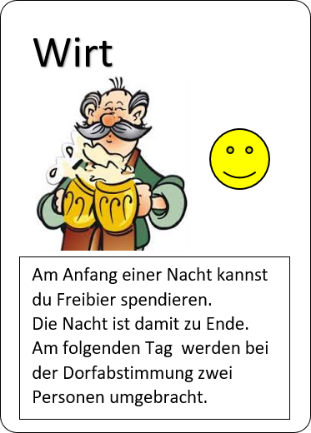 Wirt
Am Anfang einer Nacht kannst
du Freibier spendieren.
Die Nacht ist damit zu Ende.
Am folgenden Tag  werden bei
der Dorfabstimmung zwei
Personen umgebracht.